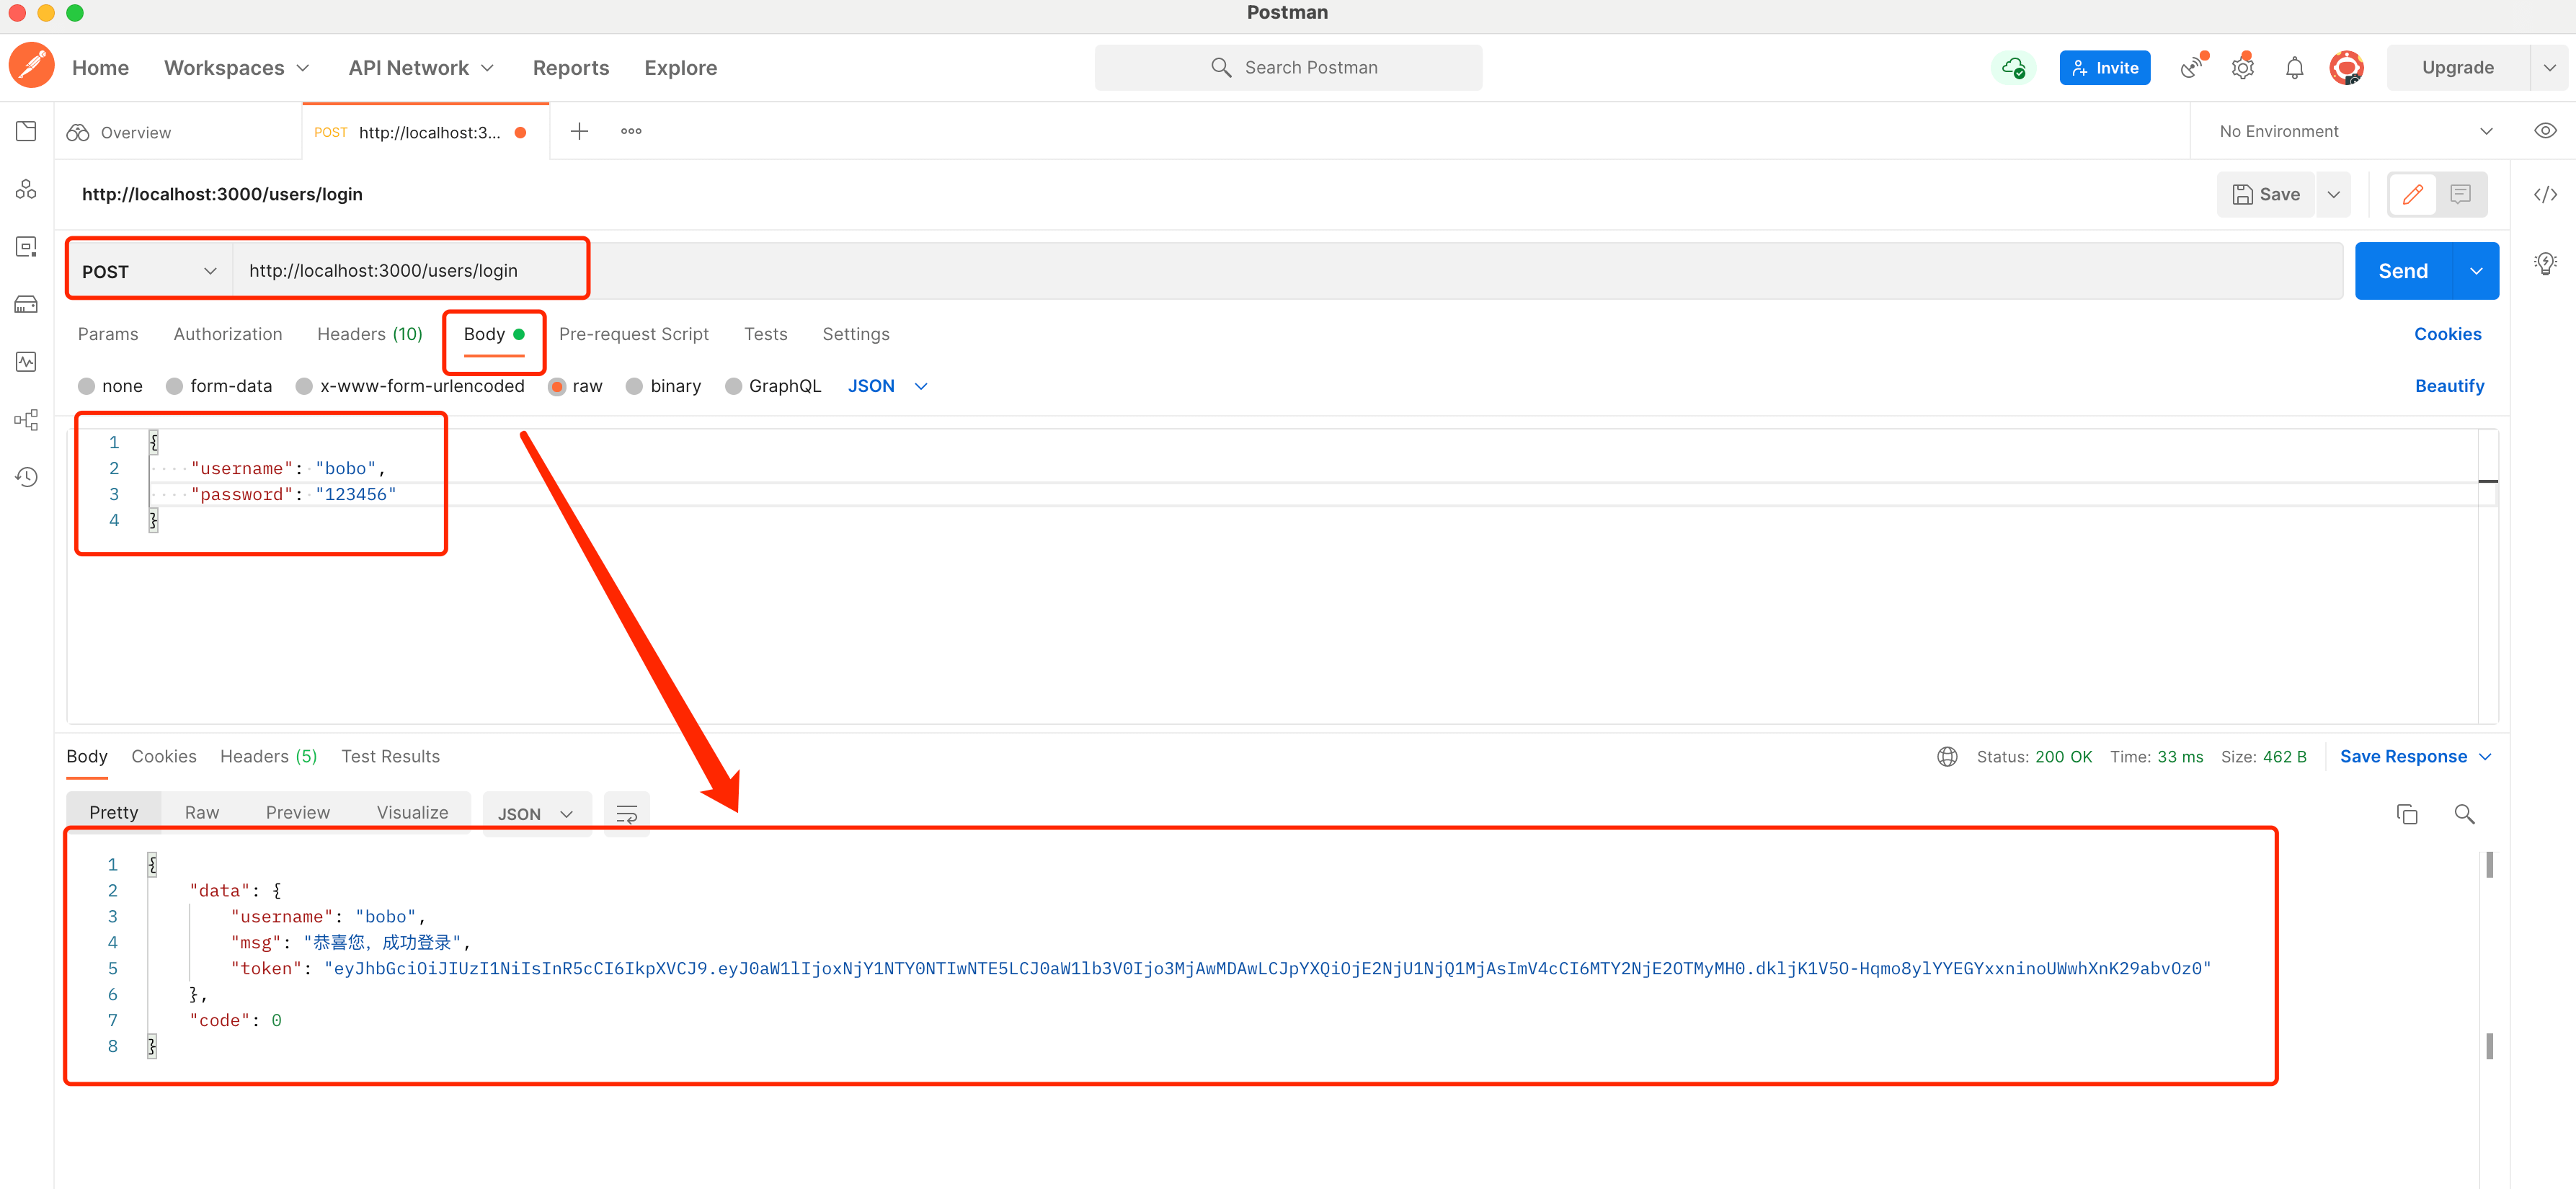 Postman
Home Workspaces API Network Reports Explore Search Postman Invite Upgrade
Overview POST http://localhost:3... No Environment
http://localhost:3000/users/login Save
POST http://localhost:3000/users/login Send
Params Authorization Headers (10) Body Pre-request Script Tests Settings Cookies
none form-data x-www-form-urlencoded raw binary GraphQL JSON Beautify
1 {
2 "username": "bobo",
3 "password": "123456"
4 }
Body Cookies Headers (5) Test Results Status: 200 OK Time: 33 ms Size: 462 B Save Response
Pretty Raw Preview Visualize JSON
1 {
2 "data": {
3 "username": "bobo",
4 "msg": "恭喜您，成功登录",
5 "token": "eyJhbGciOiJIUzI1NiIsInR5cCI6IkpXVCJ9.eyJ0aW1lIjoxNjY1NTY0NTIwNTE5LCJ0aW1lb3V0Ijo3MjAwMDAwLCJpYXQiOjE2NjU1NjQ1MjAsImV4cCI6MTY2NjE2OTMyMH0.dkljK1V5O-Hqmo8ylYYEGYxxninoUWwhXnK29abvOz0"
6 },
7 "code": 0
8 }